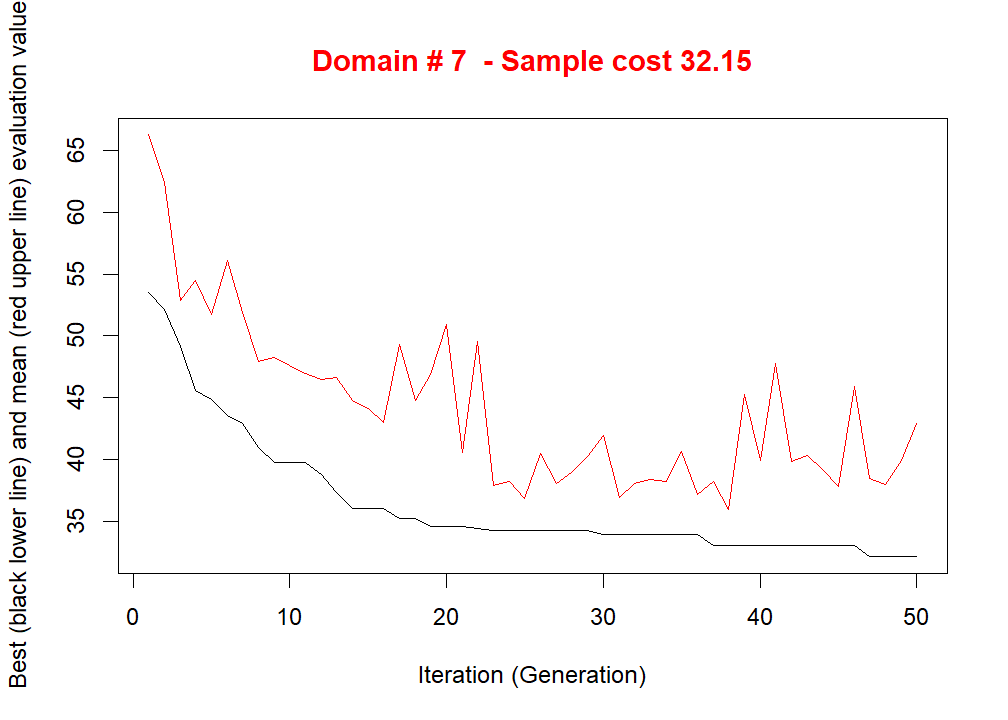 Domain # 7  - Sample cost 32.15
Best (black lower line) and mean (red upper line) evaluation value
65
60
55
50
45
40
35
0 10 20 30 40 50
Iteration (Generation)